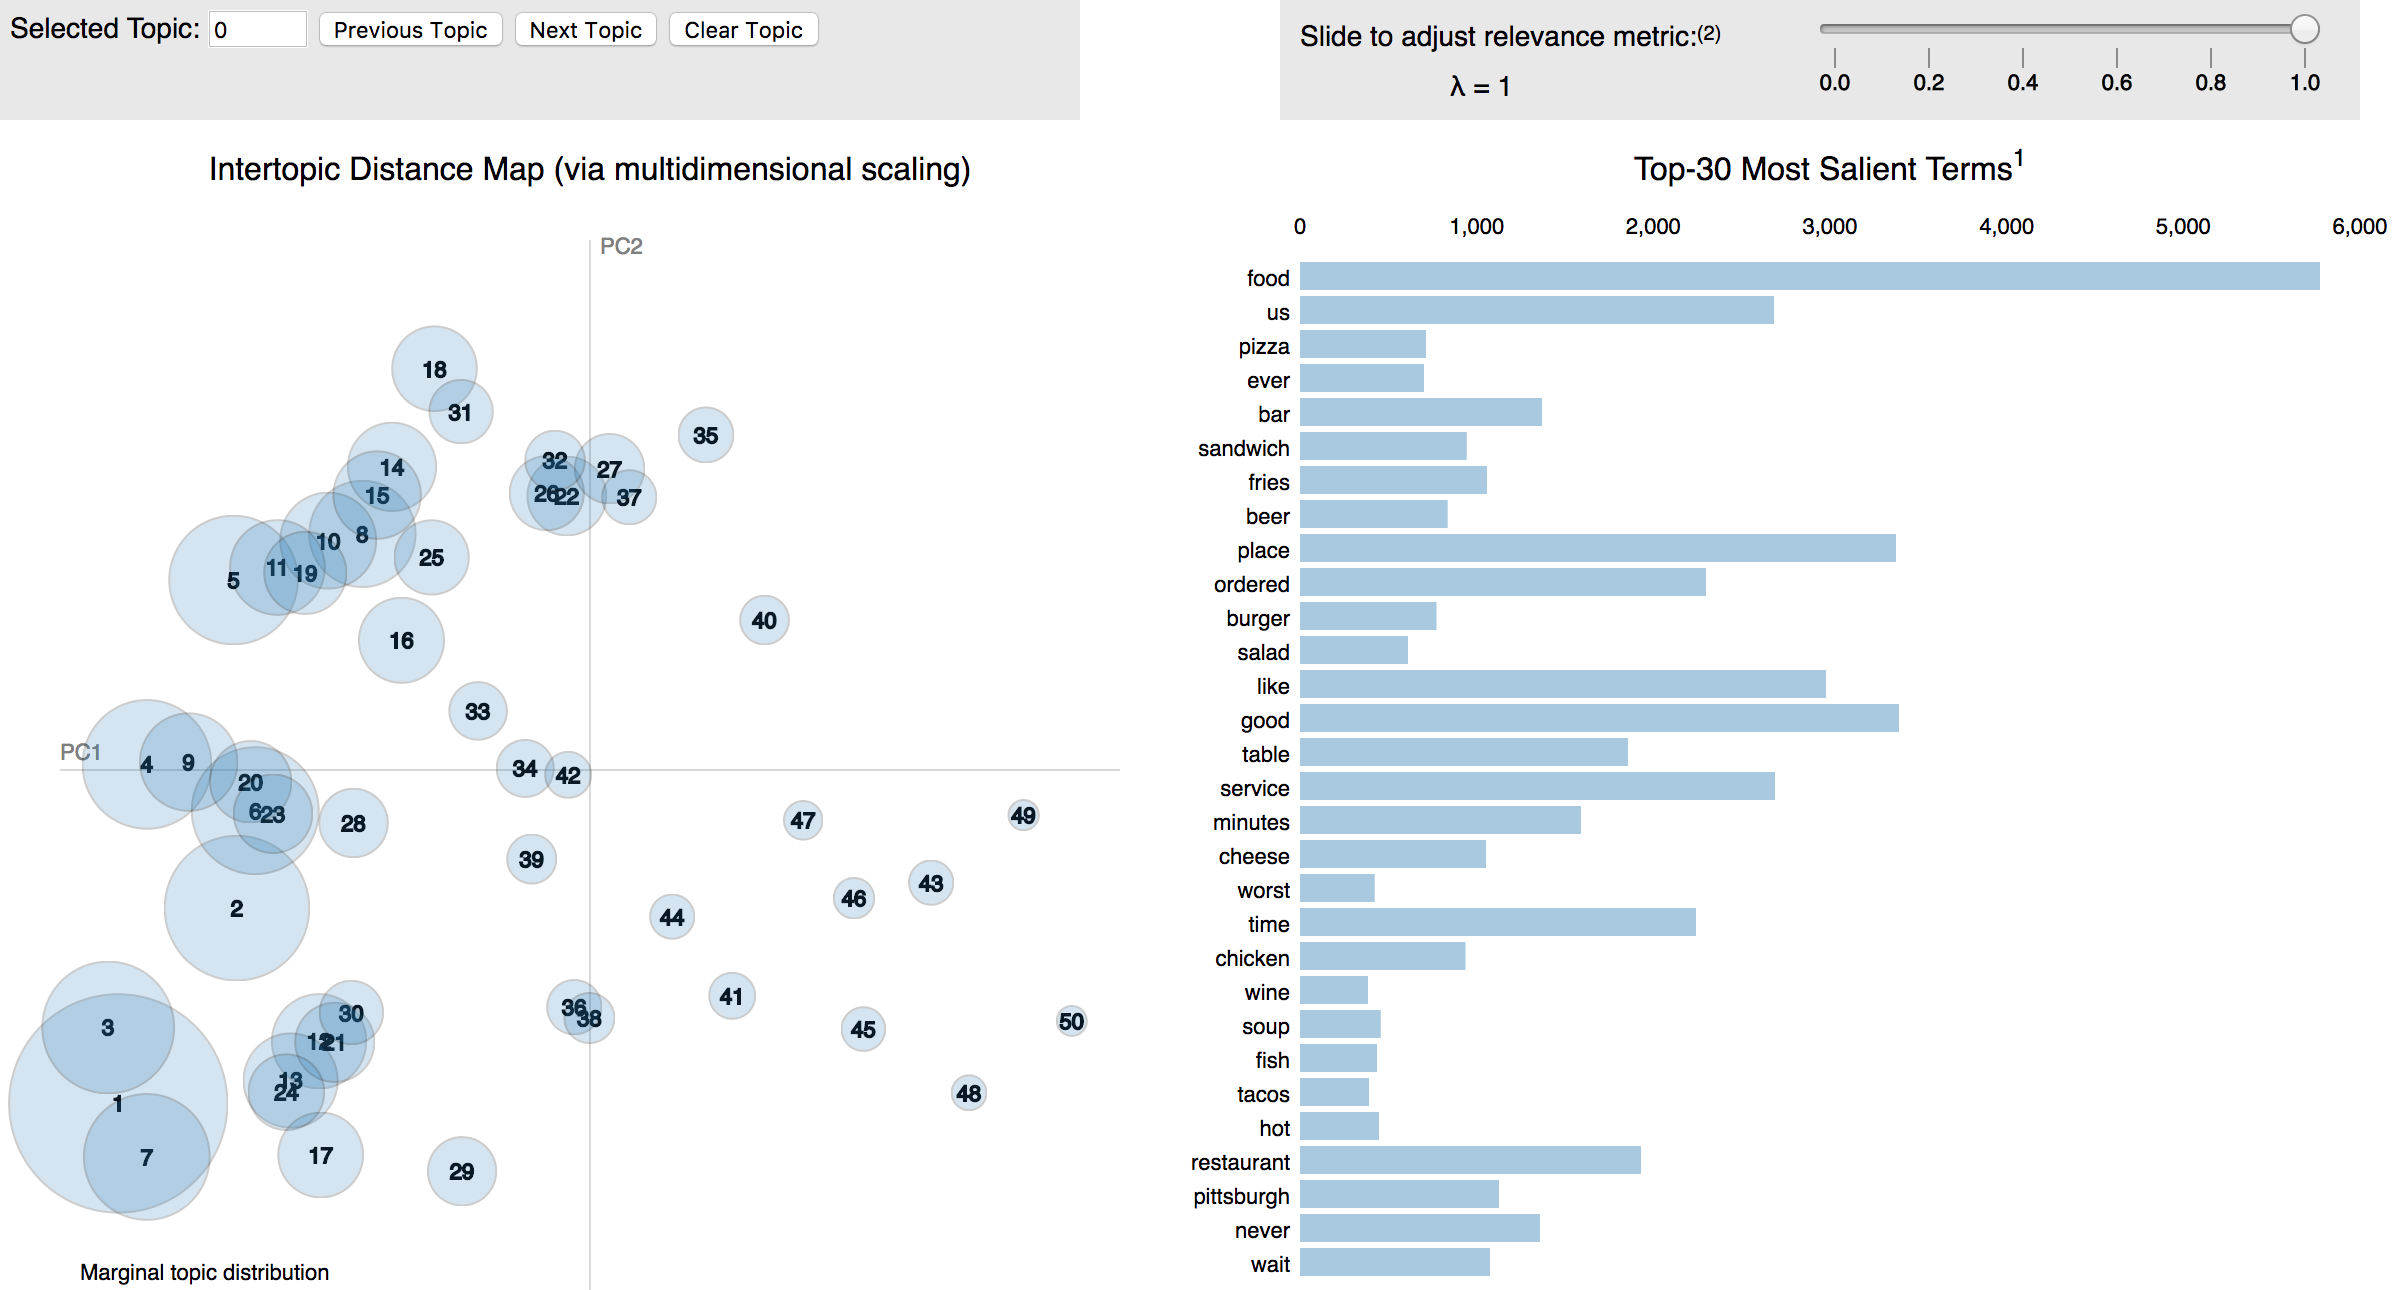 Selected Topic: 0 Previous Topic Next Topic Clear Topic
Slide to adjust relevance metric:(2)
λ = 1
0.0 0.2 0.4 0.6 0.8 1.0
Intertopic Distance Map (via multidimensional scaling)
PC2
18
31
35
14
32
27
15
26
22
37
10
8
25
11
19
5
40
16
33
PC1
4
9
34
42
20
6
23
28
47
49
39
2
46
43
44
3
30
36
38
41
45
50
12
21
13
24
1
48
7
17
29
Marginal topic distribution
Top-30 Most Salient Terms1
0 1,000 2,000 3,000 4,000 5,000 6,000
food
us
pizza
ever
bar
sandwich
fries
beer
place
ordered
burger
salad
like
good
table
service
minutes
cheese
worst
time
chicken
wine
soup
fish
tacos
hot
restaurant
pittsburgh
never
wait